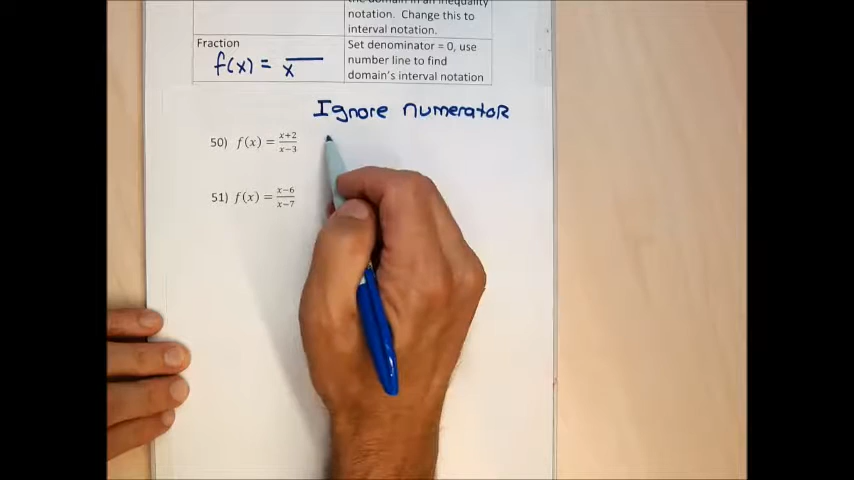 the domain in an inequality
notation. Change this to
interval notation.
Fraction
f(x) = — x
Set denominator = 0, use
number line to find
domain's interval notation
Ignore numerator
50) f(x) = x+2 / x−3
51) f(x) = x−6 / x−7